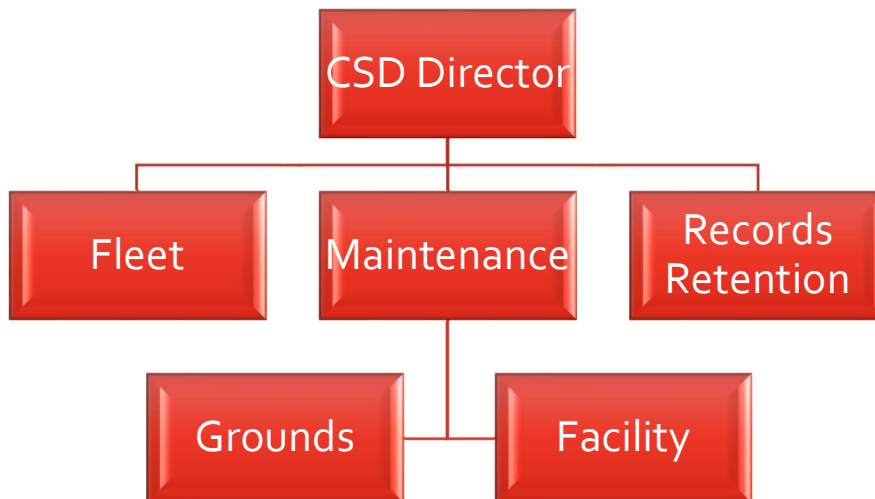 CSD Director
Fleet
Maintenance
Records
Retention
Grounds
Facility